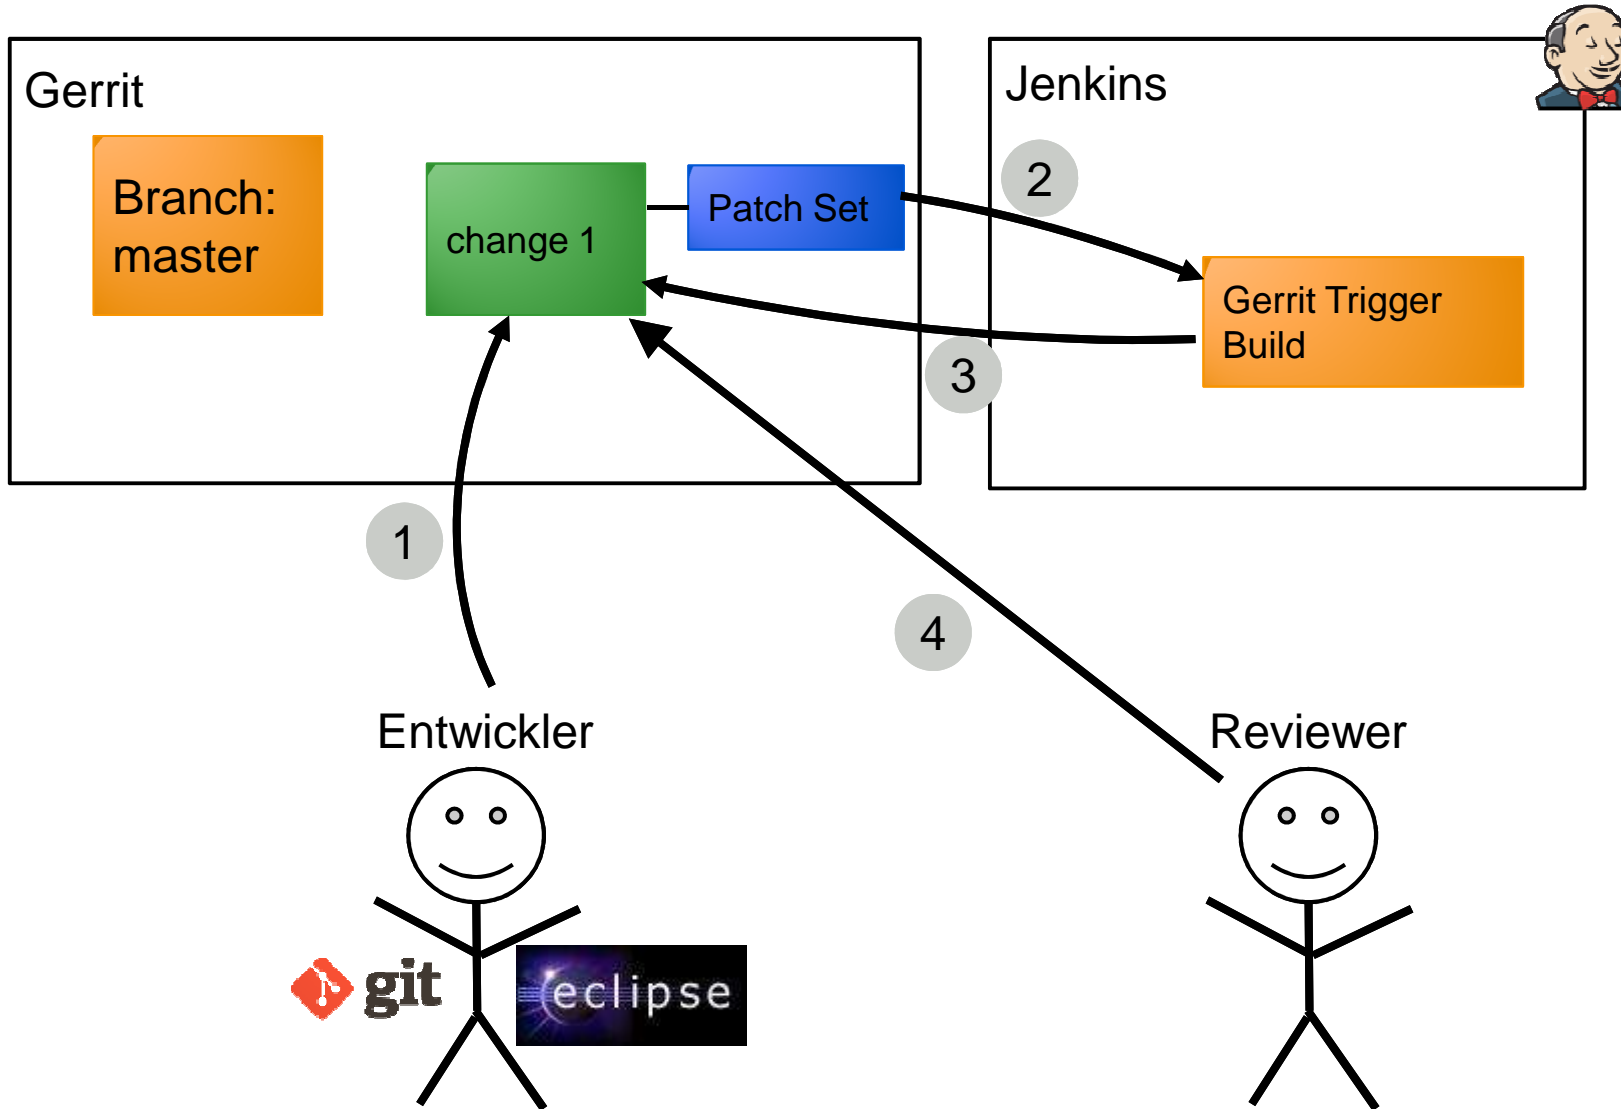 Gerrit
Jenkins
Branch:
master
change 1
Patch Set
2
Gerrit Trigger
Build
3
1
4
Entwickler
Reviewer
git
eclipse